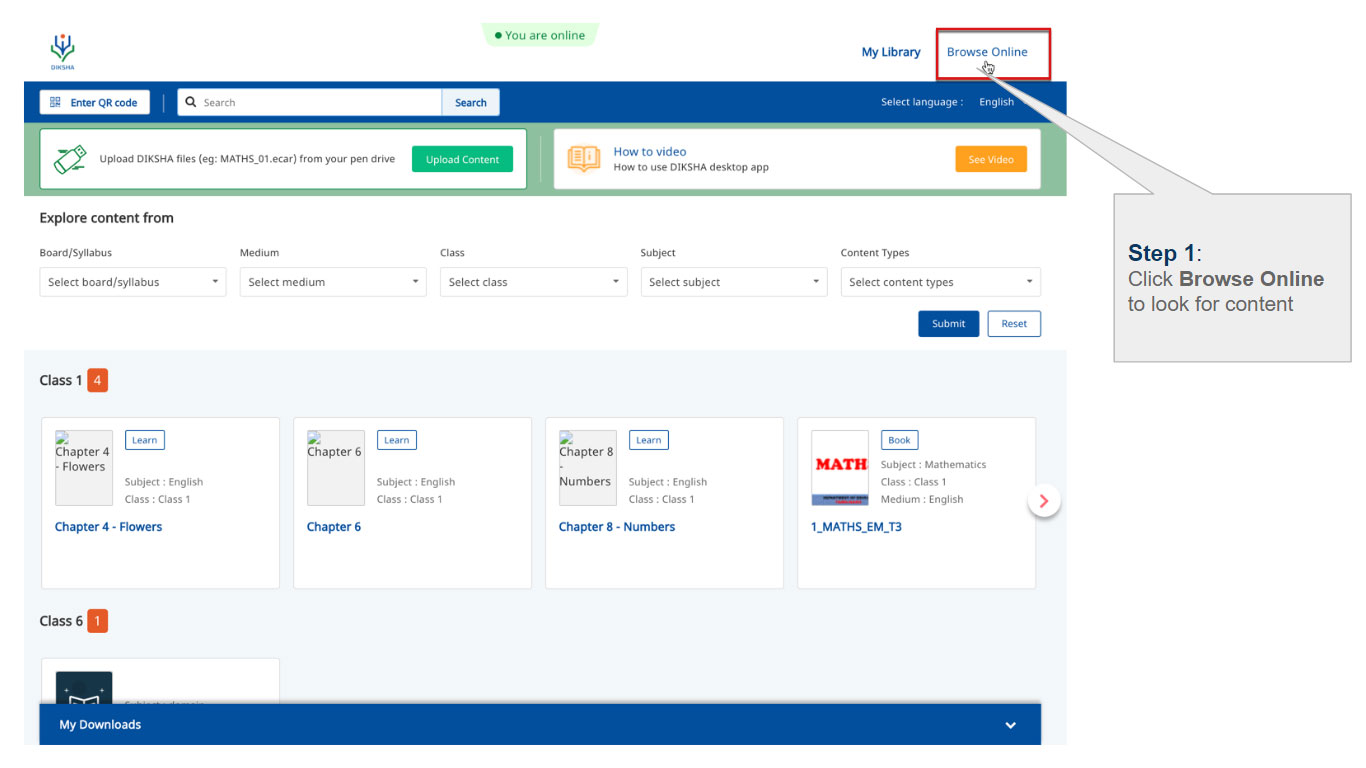 You are online
DIKSHA
My Library
Browse Online
Enter QR code
Search
Search
Select language :
English
Upload DIKSHA files (eg: MATHS_01.ecar) from your pen drive
Upload Content
How to video
How to use DIKSHA desktop app
See Video
Step 1:
Click Browse Online
to look for content
Explore content from
Board/Syllabus
Medium
Class
Subject
Content Types
Select board/syllabus
Select medium
Select class
Select subject
Select content types
Submit
Reset
Class 1 4
Chapter 4
- Flowers
Learn
Subject : English
Class : Class 1
Chapter 4 - Flowers
Chapter 6
Learn
Subject : English
Class : Class 1
Chapter 6
Chapter 8
-
Numbers
Learn
Subject : English
Class : Class 1
Chapter 8 - Numbers
MATH
Book
Subject : Mathematics
Class : Class 1
Medium : English
1_MATHS_EM_T3
Class 6 1
My Downloads